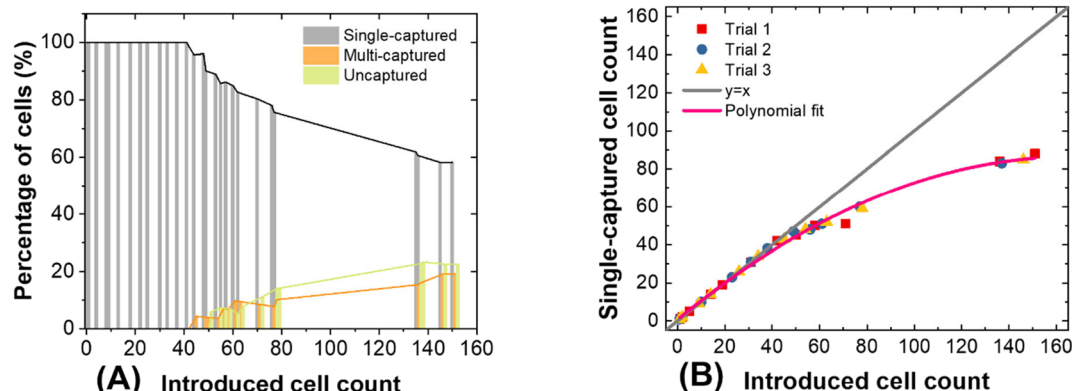 Percentage of cells (%)
100
80
60
40
20
0
Single-captured
Multi-captured
Uncaptured
0 20 40 60 80 100 120 140 160
(A) Introduced cell count
Single-captured cell count
160
140
120
100
80
60
40
20
0
Trial 1
Trial 2
Trial 3
y=x
Polynomial fit
0 20 40 60 80 100 120 140 160
(B) Introduced cell count